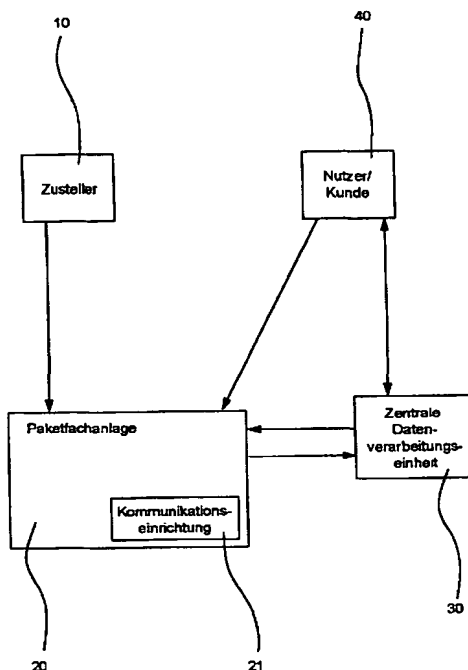 10
40
Zusteller
Nutzer/
Kunde
Paketfachanlage
Zentrale
Daten-
verarbeitungs-
einheit
Kommunikations-
einrichtung
20
21
30